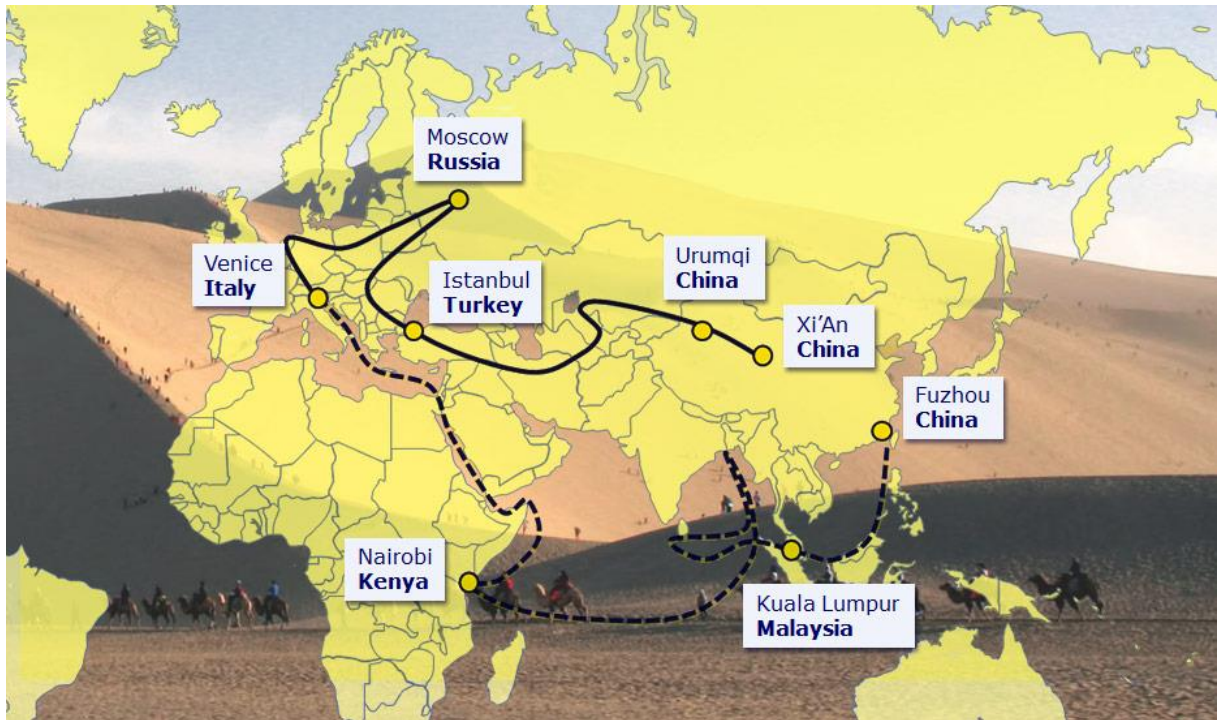 Moscow
Russia
Venice
Italy
Istanbul
Turkey
Urumqi
China
Xi’An
China
Fuzhou
China
Nairobi
Kenya
Kuala Lumpur
Malaysia